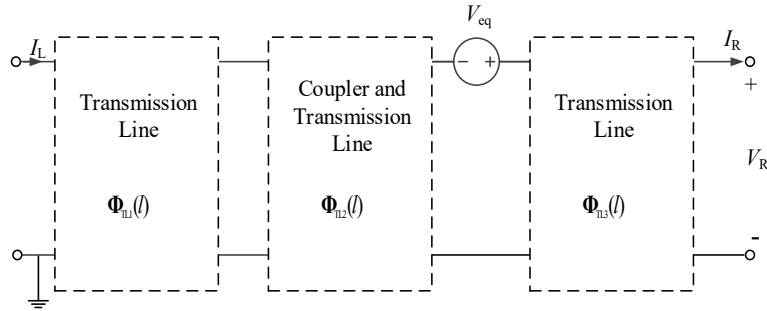 V_eq
I_L
I_R
− +
Transmission
Line
Coupler and
Transmission
Line
Transmission
Line
+
V_R
Φ_TL1(l)
Φ_TL2(l)
Φ_TL3(l)
-